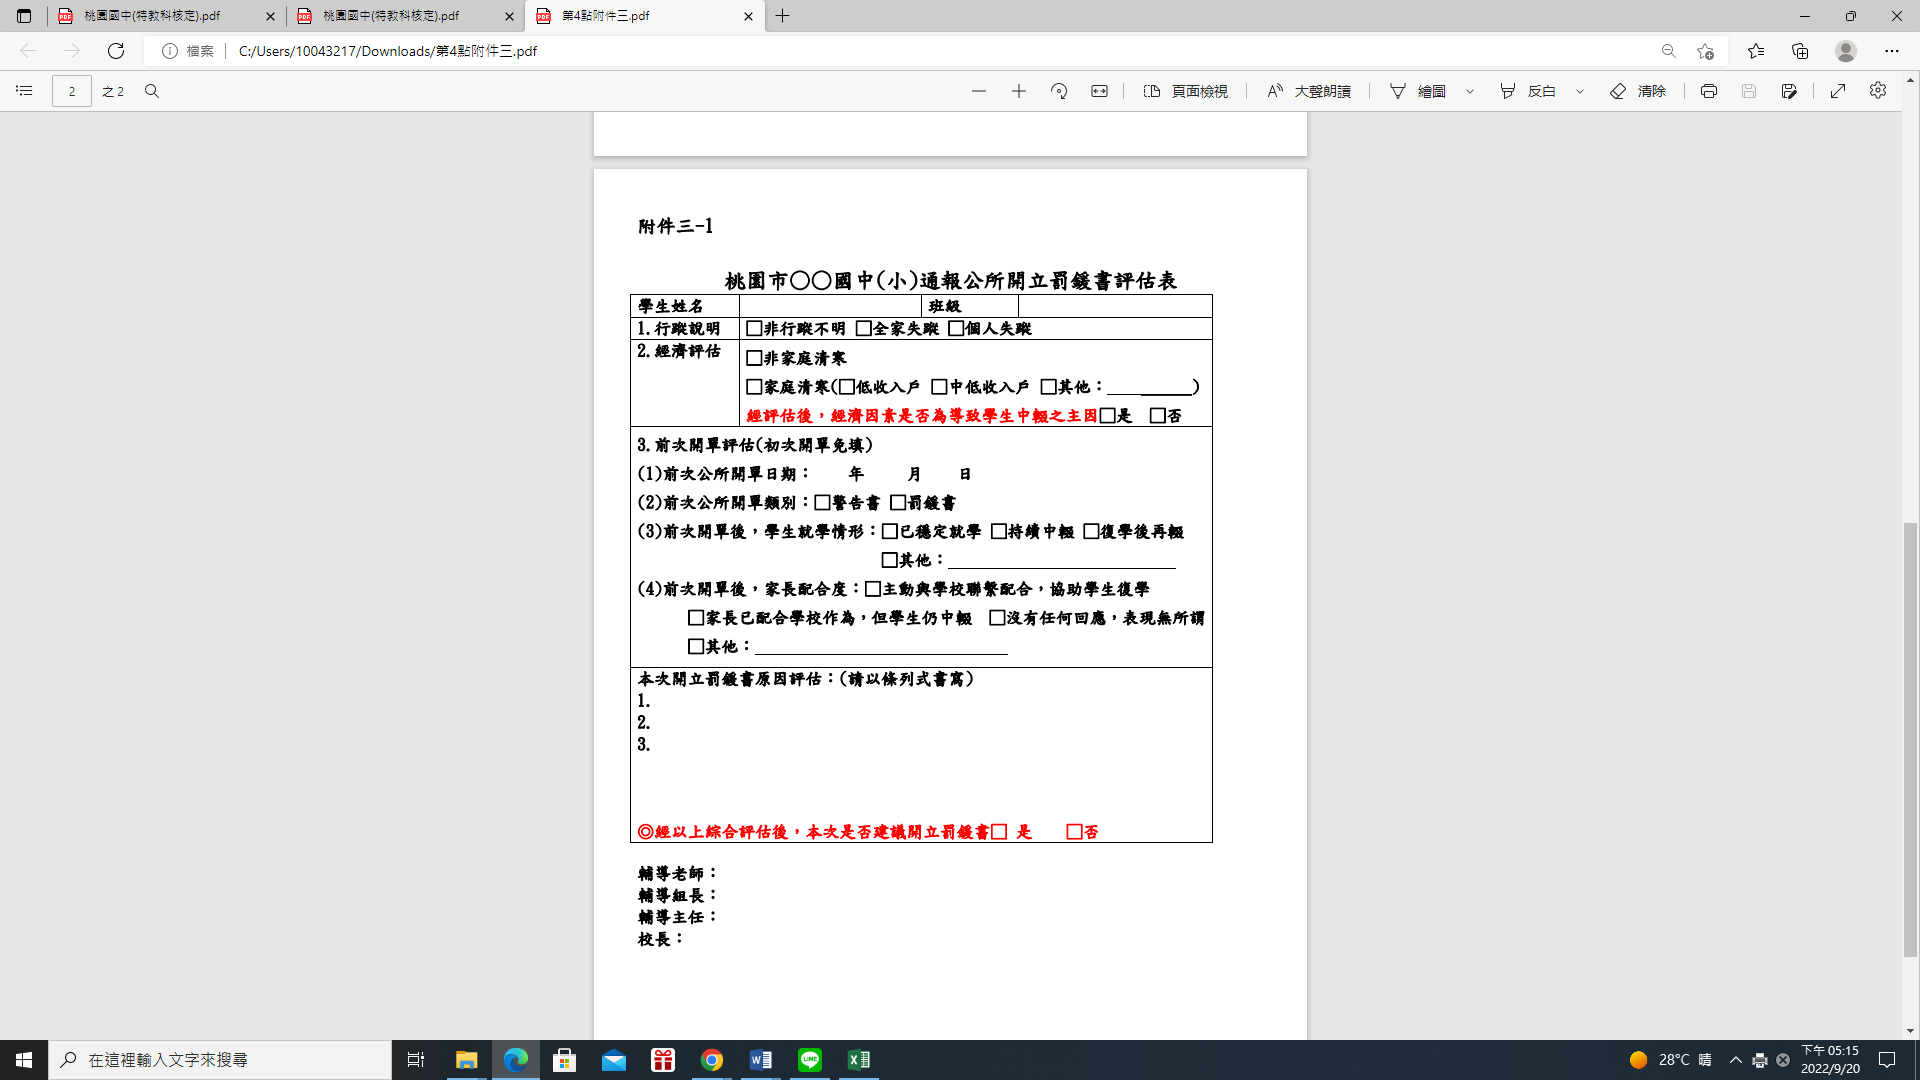 桃園國中(特教科核定).pdf
桃園國中(特教科核定).pdf
第4點附件三.pdf
檔案
C:/Users/10043217/Downloads/第4點附件三.pdf
2 之 2
頁面檢視
大聲朗讀
繪圖
反白
清除
附件三-1
桃園市〇〇國中(小)通報公所開立罰鍰書評估表
學生姓名 班級
1.行蹤說明 □非行蹤不明 □全家失蹤 □個人失蹤
2.經濟評估 □非家庭清寒
□家庭清寒(□低收入戶 □中低收入戶 □其他：__________)
經評估後，經濟因素是否為導致學生中輟之主因□是 □否
3.前次開單評估(初次開單免填)
(1)前次公所開單日期： 年 月 日
(2)前次公所開單類別：□警告書 □罰鍰書
(3)前次開單後，學生就學情形：□已穩定就學 □持續中輟 □復學後再輟
□其他：___________________________
(4)前次開單後，家長配合度：□主動與學校聯繫配合，協助學生復學
□家長已配合學校作為，但學生仍中輟 □沒有任何回應，表現無所謂
□其他：______________________________
本次開立罰鍰書原因評估：(請以條列式書寫)
1.
2.
3.
◎經以上綜合評估後，本次是否建議開立罰鍰書□ 是 □否
輔導老師：
輔導組長：
輔導主任：
校長：
在這裡輸入文字來搜尋
28°C 晴
下午 05:15
2022/9/20